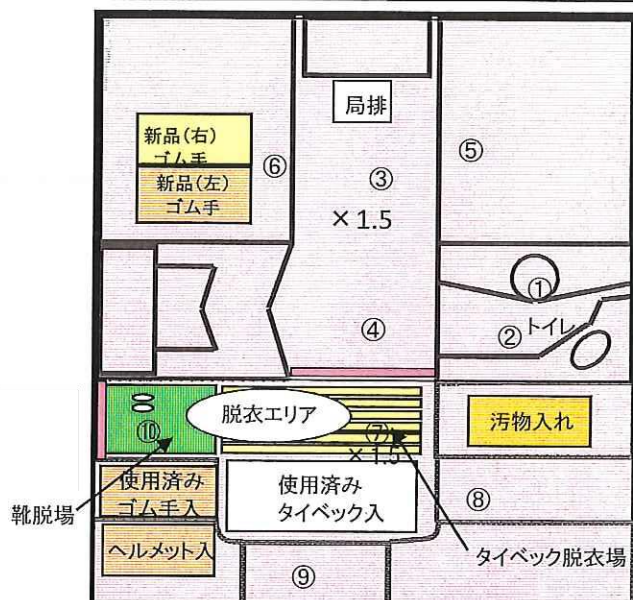 局排
新品(右)
ゴム手
新品(左)
ゴム手
⑥
③
⑤
×1.5
①
④
②
トイレ
脱衣エリア
汚物入れ
⑩
⑦
×1.5
使用済み
ゴム手入
使用済み
タイベック入
⑧
靴脱場
ヘルメット入
タイベック脱衣場
⑨